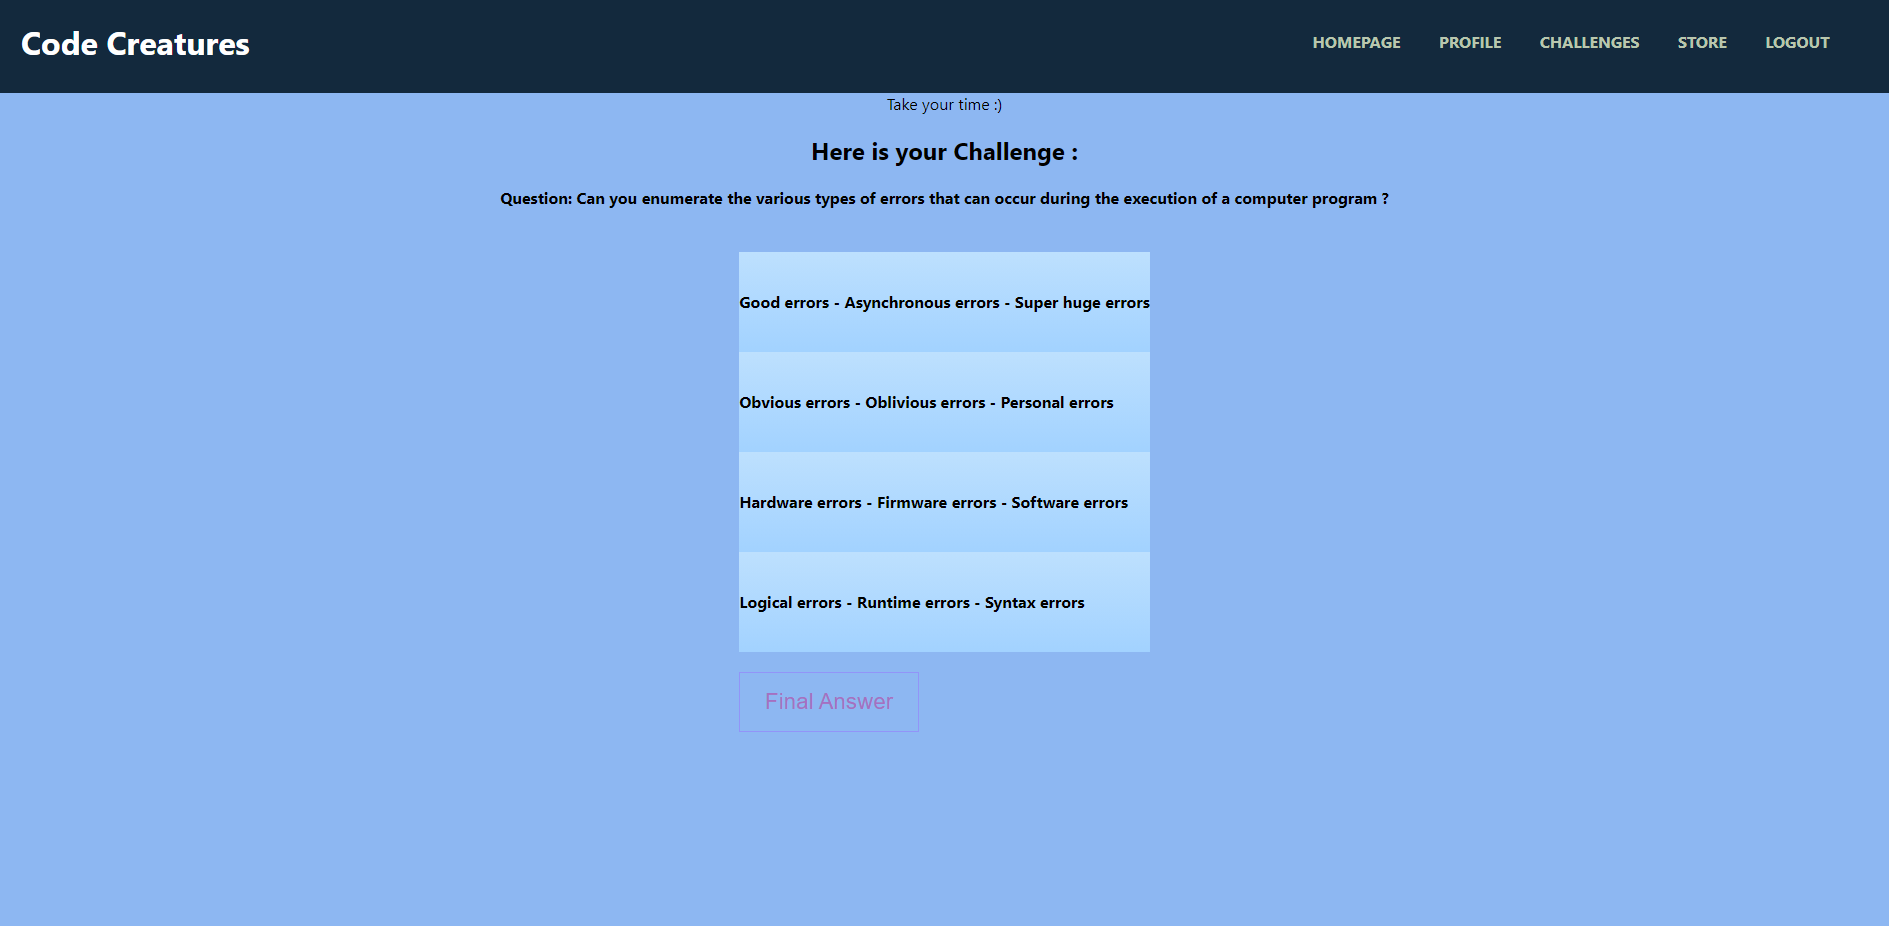 Code Creatures
HOMEPAGE PROFILE CHALLENGES STORE LOGOUT
Take your time :)
Here is your Challenge :
Question: Can you enumerate the various types of errors that can occur during the execution of a computer program ?
Good errors - Asynchronous errors - Super huge errors
Obvious errors - Oblivious errors - Personal errors
Hardware errors - Firmware errors - Software errors
Logical errors - Runtime errors - Syntax errors
Final Answer